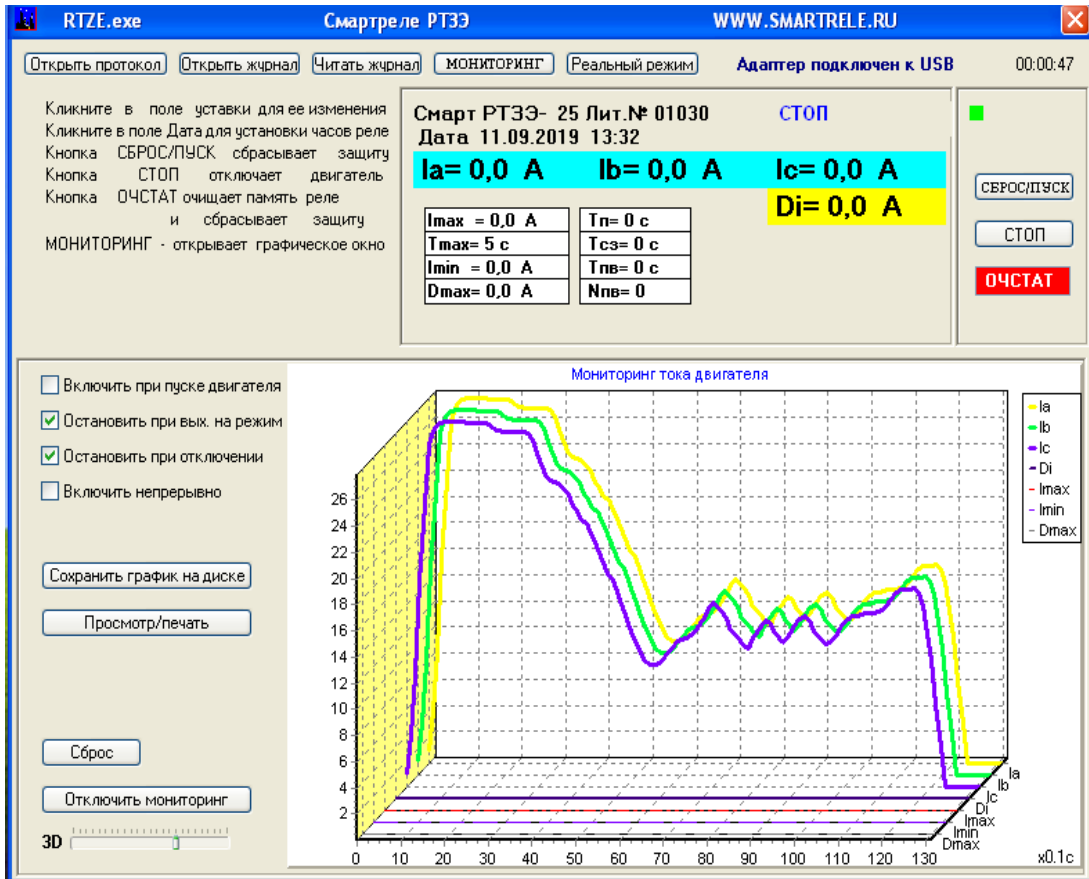 RTZE.exe Смартреле РТЗЭ WWW.SMARTRELE.RU
Открыть протокол Открыть журнал Читать журнал МОНИТОРИНГ Реальный режим Адаптер подключен к USB 00:00:47
Кликните в поле уставки для ее изменения
Кликните в поле Дата для установки часов реле
Кнопка СБРОС/ПУСК сбрасывает защиту
Кнопка СТОП отключает двигатель
Кнопка ОЧСТАТ очищает память реле
и сбрасывает защиту
МОНИТОРИНГ - открывает графическое окно
Смарт РТЗЭ- 25 Лит.№ 01030 СТОП
Дата 11.09.2019 13:32
Ia= 0,0 A Ib= 0,0 A Ic= 0,0 A
Di= 0,0 A
Imax = 0,0 A Тп= 0 с
Tmax= 5 с Тсз= 0 с
Imin = 0,0 A Тпв= 0 с
Dmax= 0,0 A Nпв= 0
СБРОС/ПУСК
СТОП
ОЧСТАТ
Включить при пуске двигателя
Остановить при вых. на режим
Остановить при отключении
Включить непрерывно
Сохранить график на диске
Просмотр/печать
Сброс
Отключить мониторинг
3D
Мониторинг тока двигателя
26
24
22
20
18
16
14
12
10
8
6
4
2
0 10 20 30 40 50 60 70 80 90 100 110 120 130 x0.1с
Ia
Ib
Ic
Di
Imax
Imin
Dmax
Ia
Ib
Ic
Di
Imax
Imin
Dmax